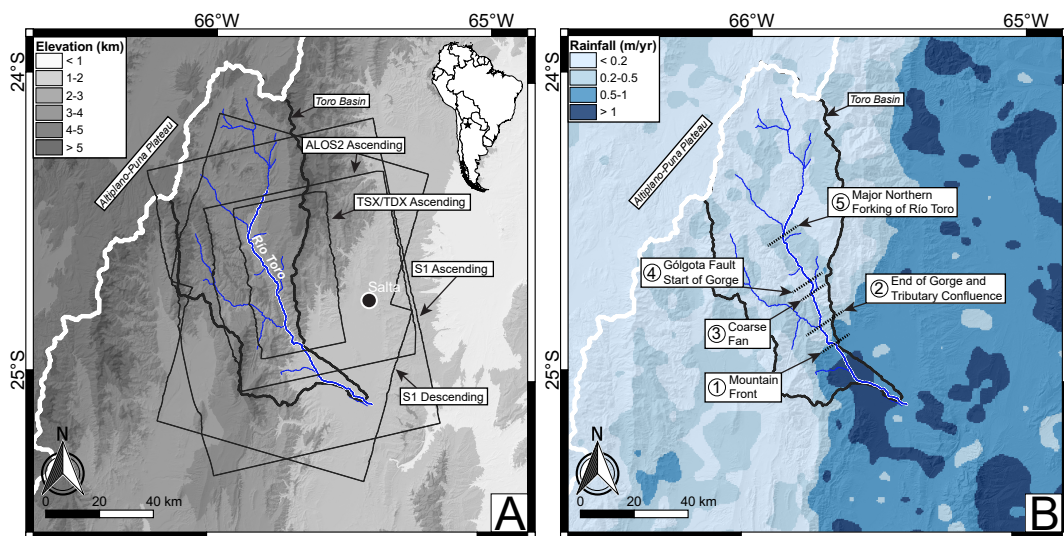 66°W
65°W
24°S
25°S
Elevation (km)
< 1
1-2
2-3
3-4
4-5
> 5
Altiplano-Puna Plateau
Toro Basin
ALOS2 Ascending
TSX/TDX Ascending
Río Toro
S1 Ascending
Salta
S1 Descending
N
0
20
40 km
A
66°W
65°W
24°S
25°S
Rainfall (m/yr)
< 0.2
0.2-0.5
0.5-1
> 1
Altiplano-Puna Plateau
Toro Basin
5 Major Northern
Forking of Río Toro
4 Gólgota Fault
Start of Gorge
2 End of Gorge and
Tributary Confluence
3 Coarse
Fan
1 Mountain
Front
N
0
20
40 km
B